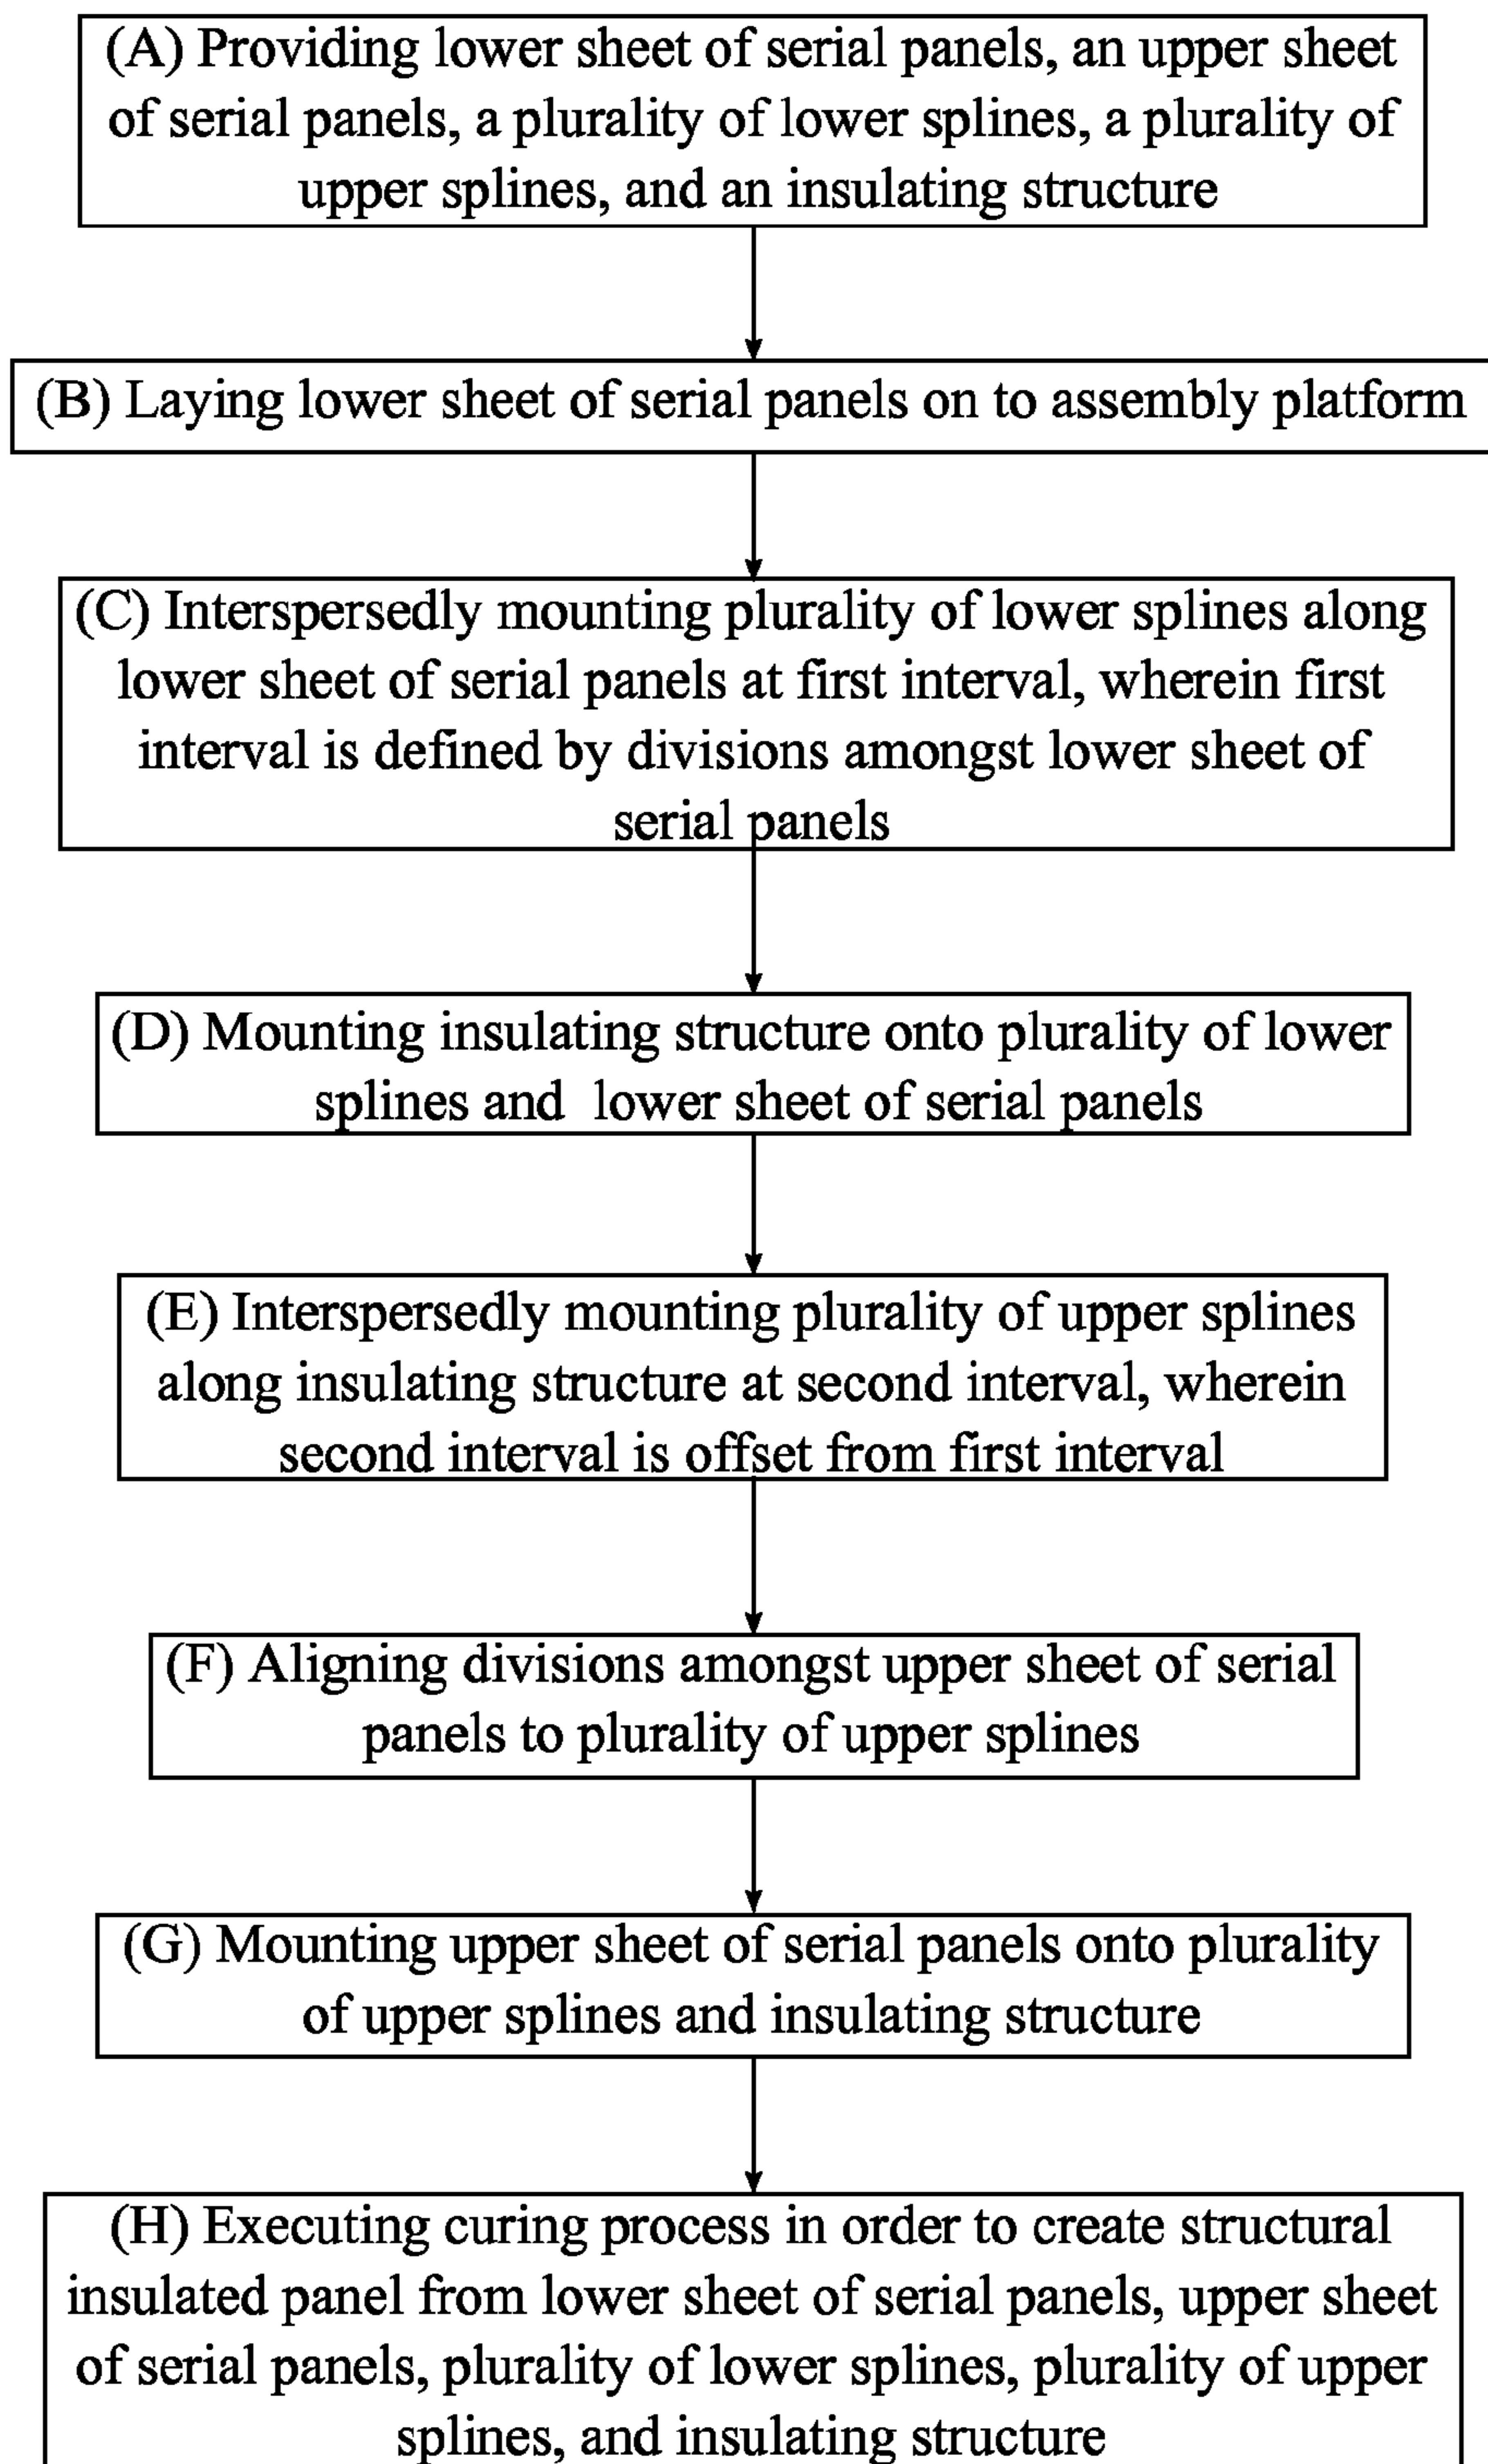 (A) Providing lower sheet of serial panels, an upper sheet
of serial panels, a plurality of lower splines, a plurality of
upper splines, and an insulating structure
(B) Laying lower sheet of serial panels on to assembly platform
(C) Interspersedly mounting plurality of lower splines along
lower sheet of serial panels at first interval, wherein first
interval is defined by divisions amongst lower sheet of
serial panels
(D) Mounting insulating structure onto plurality of lower
splines and lower sheet of serial panels
(E) Interspersedly mounting plurality of upper splines
along insulating structure at second interval, wherein
second interval is offset from first interval
(F) Aligning divisions amongst upper sheet of serial
panels to plurality of upper splines
(G) Mounting upper sheet of serial panels onto plurality
of upper splines and insulating structure
(H) Executing curing process in order to create structural
insulated panel from lower sheet of serial panels, upper sheet
of serial panels, plurality of lower splines, plurality of upper
splines, and insulating structure